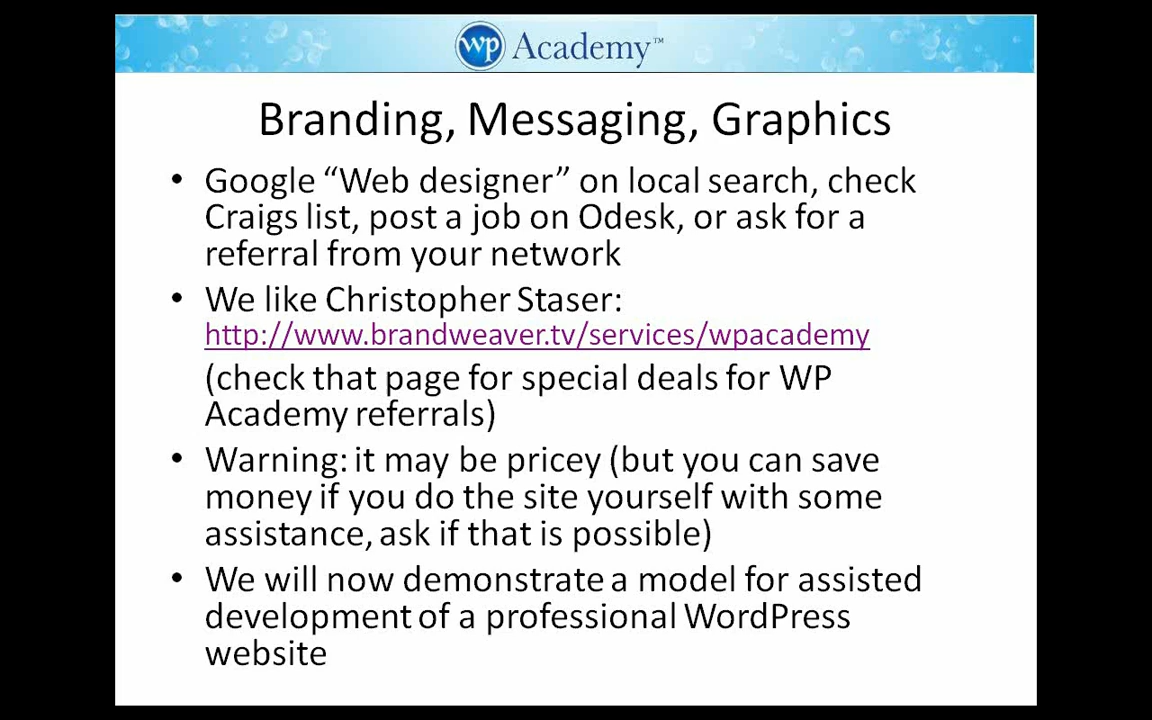 wp Academy™
Branding, Messaging, Graphics
• Google “Web designer” on local search, check
Craigs list, post a job on Odesk, or ask for a
referral from your network
• We like Christopher Staser:
http://www.brandweaver.tv/services/wpacademy
(check that page for special deals for WP
Academy referrals)
• Warning: it may be pricey (but you can save
money if you do the site yourself with some
assistance, ask if that is possible)
• We will now demonstrate a model for assisted
development of a professional WordPress
website